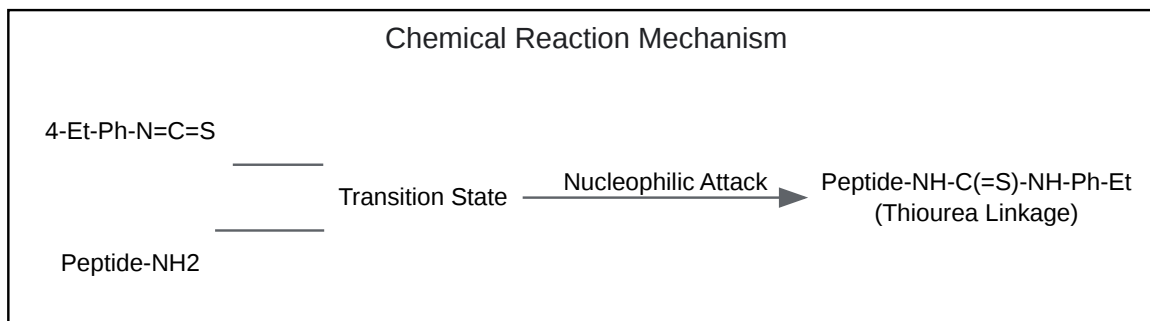 Chemical Reaction Mechanism
4-Et-Ph-N=C=S
Peptide-NH2
Transition State
Nucleophilic Attack
Peptide-NH-C(=S)-NH-Ph-Et
(Thiourea Linkage)